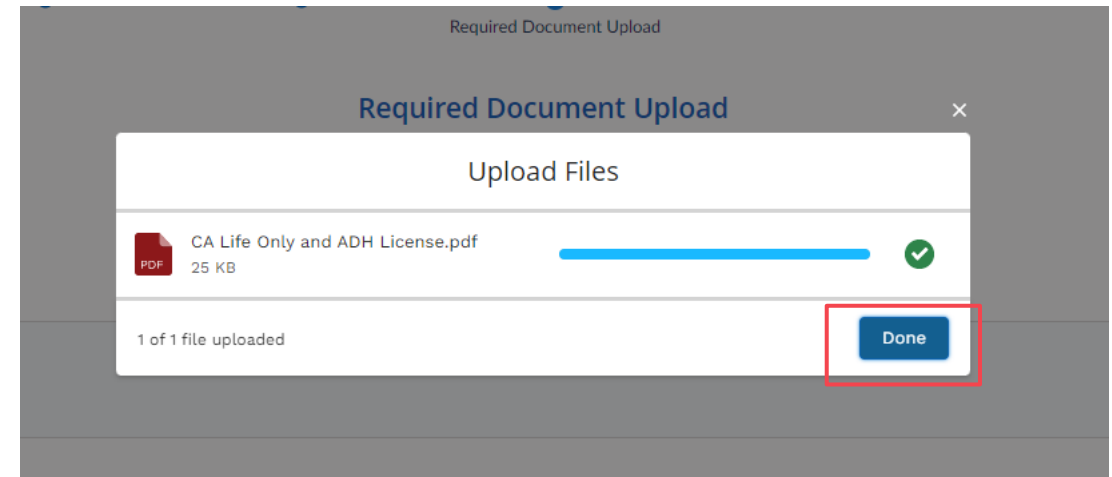 Required Document Upload
Required Document Upload
×
Upload Files
CA Life Only and ADH License.pdf
PDF
25 KB
1 of 1 file uploaded
Done